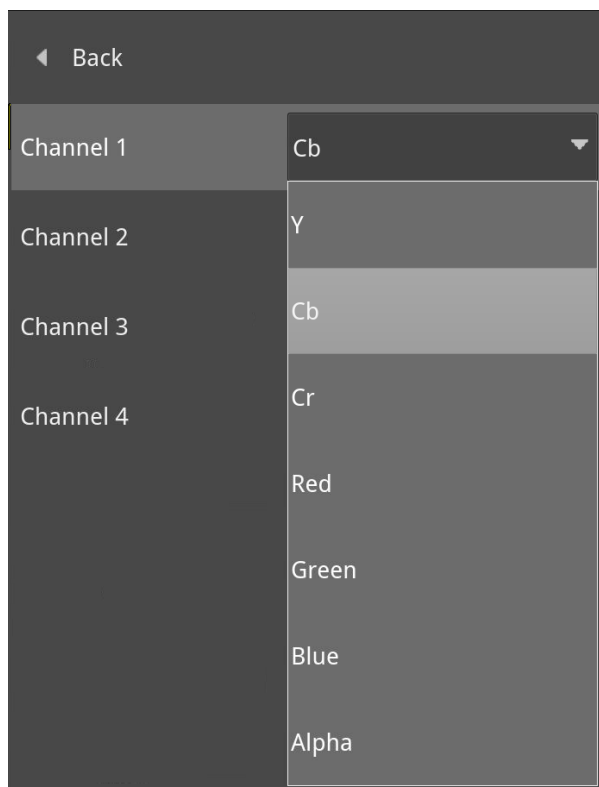 Back
Channel 1
Cb
Channel 2
Channel 3
Channel 4
Y
Cb
Cr
Red
Green
Blue
Alpha